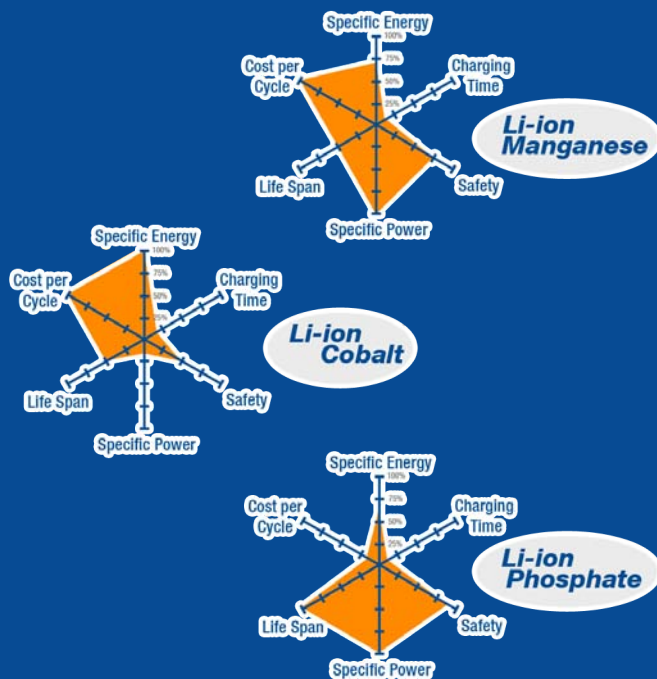 Specific Energy
100%
75%
50%
25%
Cost per
Cycle
Charging
Time
Life Span
Safety
Specific Power
Li-ion
Manganese
Specific Energy
100%
75%
50%
25%
Cost per
Cycle
Charging
Time
Life Span
Safety
Specific Power
Li-ion
Cobalt
Specific Energy
100%
75%
50%
25%
Cost per
Cycle
Charging
Time
Life Span
Safety
Specific Power
Li-ion
Phosphate